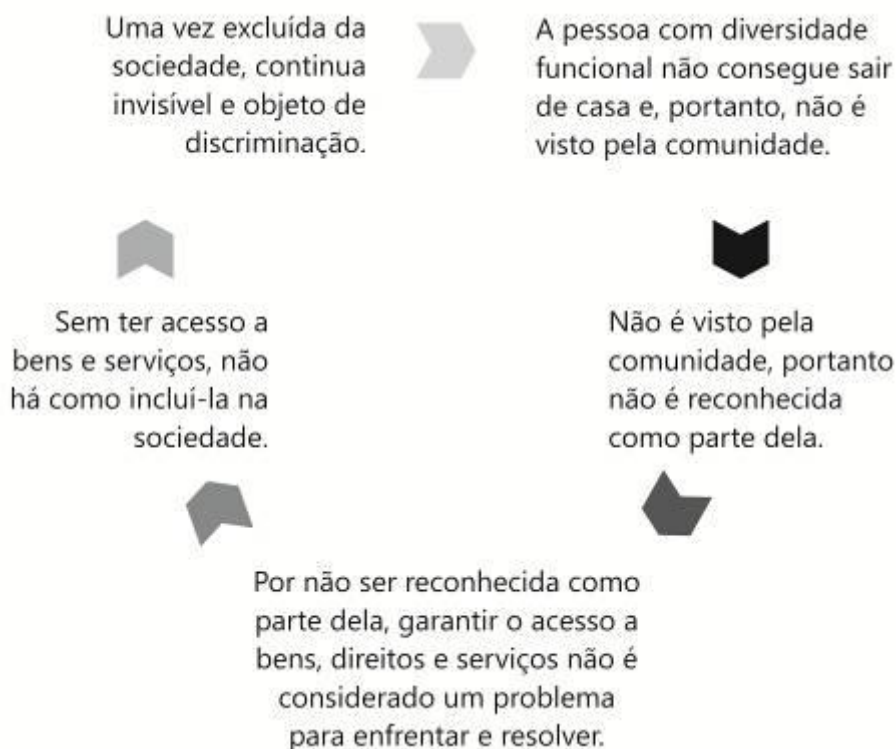 Uma vez excluída da
sociedade, continua
invisível e objeto de
discriminação.
A pessoa com diversidade
funcional não consegue sair
de casa e, portanto, não é
visto pela comunidade.
Não é visto pela
comunidade, portanto
não é reconhecida
como parte dela.
Por não ser reconhecida como
parte dela, garantir o acesso a
bens, direitos e serviços não é
considerado um problema
para enfrentar e resolver.
Sem ter acesso a
bens e serviços, não
há como incluí-la na
sociedade.